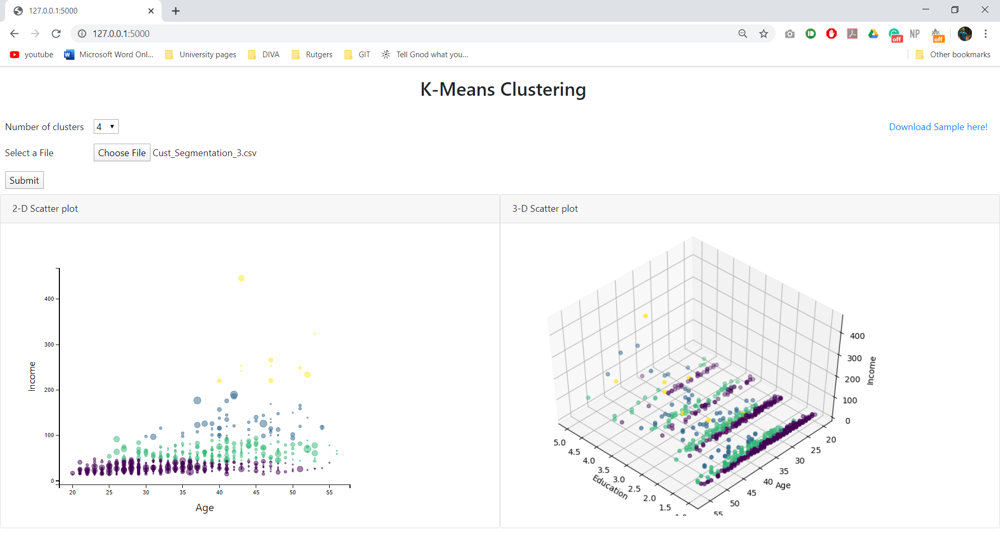 127.0.0.1:5000
127.0.0.1:5000
off
NP
off
youtube
Microsoft Word Onl...
University pages
DIVA
Rutgers
GIT
Tell Gnod what you...
Other bookmarks
K-Means Clustering
Number of clusters 4
Download Sample here!
Select a File Choose File Cust_Segmentation_3.csv
Submit
2-D Scatter plot
400
300
200
100
0
Income
20 25 30 35 40 45 50 55
Age
3-D Scatter plot
400
300
200
100
0
Income
5.0
4.5
4.0
3.5
3.0
2.5
2.0
1.5
Education
20
25
30
35
40
45
50
55
Age